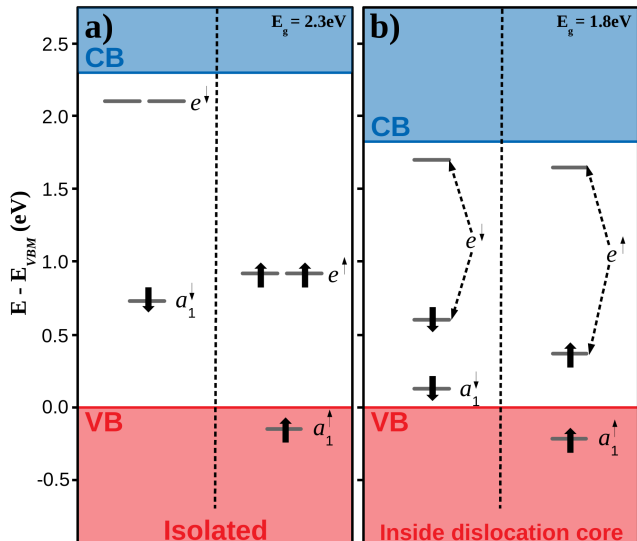 E - E_VBM (eV)
2.5
2.0
1.5
1.0
0.5
0.0
-0.5
a)
E_g = 2.3eV
CB
e↓
e↑
a₁↓
VB
a₁↑
Isolated
b)
E_g = 1.8eV
CB
e↓
e↑
a₁↓
VB
a₁↑
Inside dislocation core